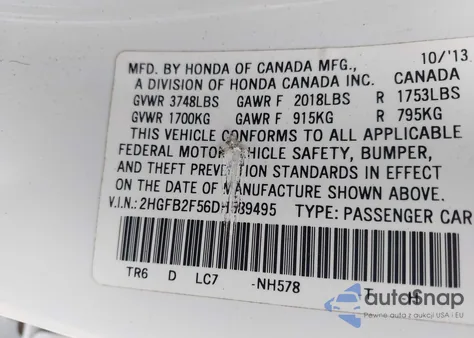 10/'13
MFD. BY HONDA OF CANADA MFG.,
A DIVISION OF HONDA CANADA INC. CANADA
GVWR 3748LBS GAWR F 2018LBS R 1753LBS
GVWR 1700KG GAWR F 915KG R 795KG
THIS VEHICLE CONFORMS TO ALL APPLICABLE
FEDERAL MOTOR VEHICLE SAFETY, BUMPER,
AND THEFT PREVENTION STANDARDS IN EFFECT
ON THE DATE OF MANUFACTURE SHOWN ABOVE.
V.I.N.: TYPE: PASSENGER CAR
TR6 D LC7 -NH578 T H
autoSnap
Pewne auto z aukcji USA i EU